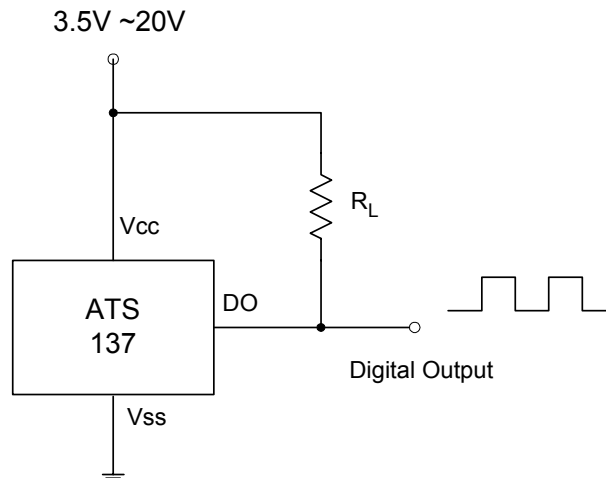 3.5V ~20V
R_L
Vcc
ATS
137
DO
Digital Output
Vss